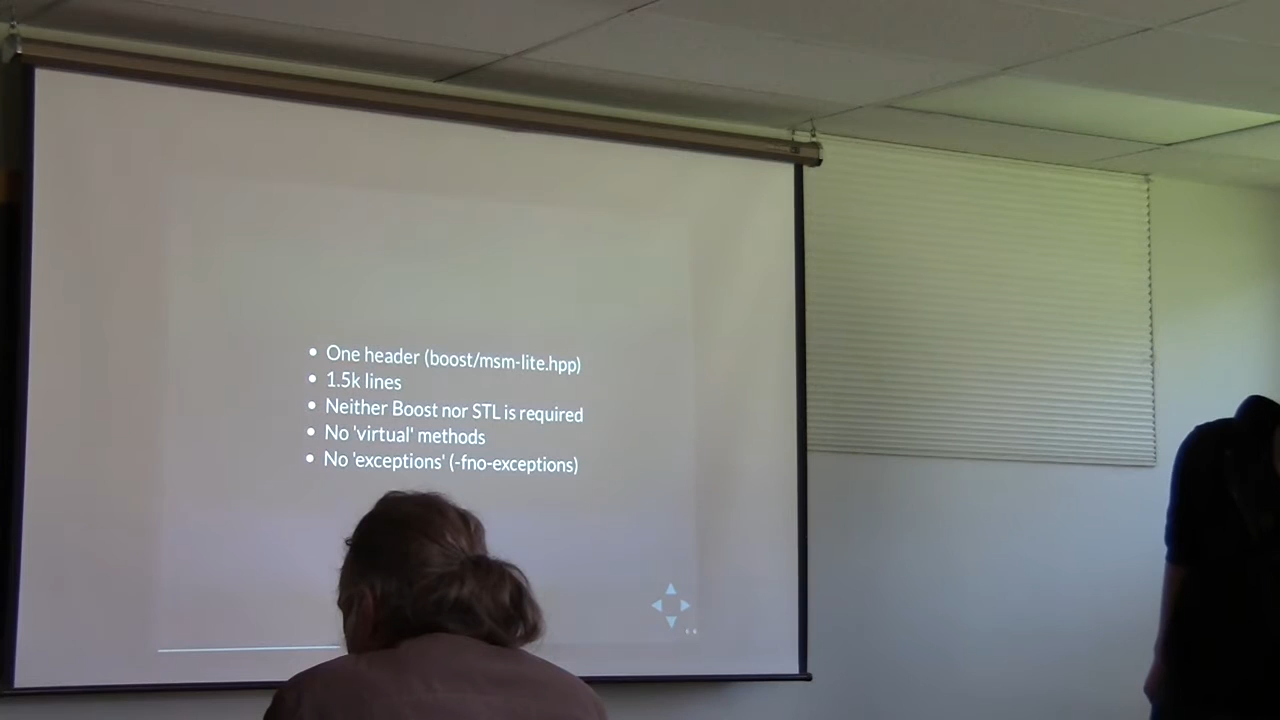 One header (boost/msm-lite.hpp)
1.5k lines
Neither Boost nor STL is required
No 'virtual' methods
No 'exceptions' (-fno-exceptions)